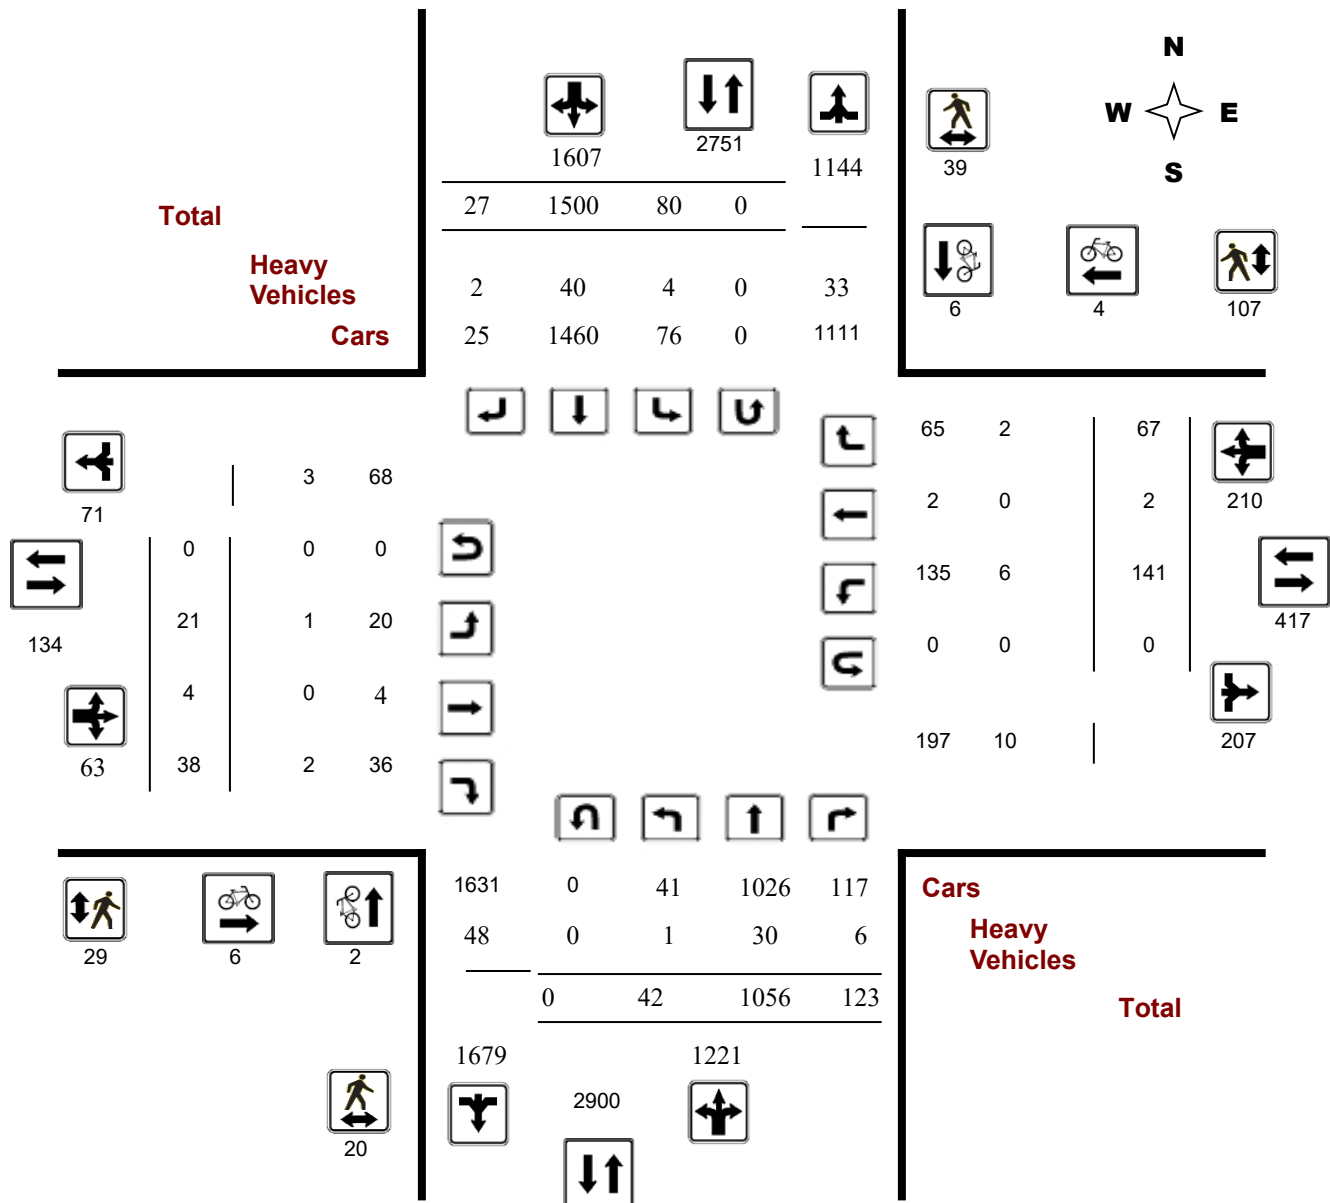 N
W E
S
1607 2751 1144 39
Total 27 1500 80 0
Heavy
Vehicles 2 40 4 0 33
Cars 25 1460 76 0 1111
6 4 107
65 2 67
71 3 68
2 0 2 210
0 0 0
135 6 141
417
134 21 1 20
0 0 0
4 0 4
197 10 207
63 38 2 36
1631 0 41 1026 117 Cars
48 0 1 30 6 Heavy
Vehicles
29 6 2
0 42 1056 123 Total
1679 1221
2900
20